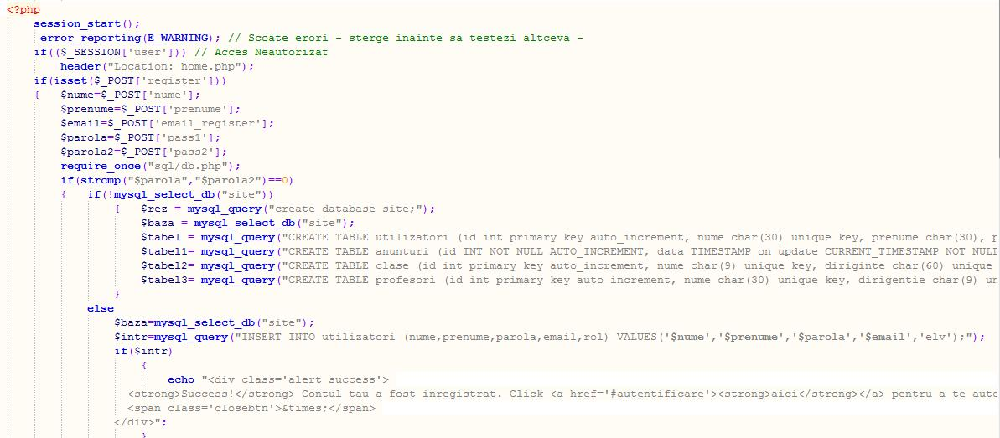 <?php
session_start();
error_reporting(E_WARNING); // Scoate erori - sterge inainte sa testezi altceva -
if(($_SESSION['user'])) // Acces Neautorizat
header("Location: home.php");
if(isset($_POST['register']))
{ $nume=$_POST['nume'];
$prenume=$_POST['prenume'];
$email=$_POST['email_register'];
$parola=$_POST['pass1'];
$parola2=$_POST['pass2'];
require_once("sql/db.php");
if(strcmp("$parola","$parola2")==0)
{ if(!mysql_select_db("site"))
{ $rez = mysql_query("create database site;");
$baza = mysql_select_db("site");
$tabel = mysql_query("CREATE TABLE utilizatori (id int primary key auto_increment, nume char(30) unique key, prenume char(30), p
$tabel1= mysql_query("CREATE TABLE anunturi (id INT NOT NULL AUTO_INCREMENT, data TIMESTAMP on update CURRENT_TIMESTAMP NOT NULL
$tabel2= mysql_query("CREATE TABLE clase (id int primary key auto_increment, nume char(9) unique key, diriginte char(60) unique
$tabel3= mysql_query("CREATE TABLE profesori (id int primary key auto_increment, nume char(30) unique key, dirigentie char(9) un
}
else
$baza=mysql_select_db("site");
$intr=mysql_query("INSERT INTO utilizatori (nume,prenume,parola,email,rol) VALUES('$nume','$prenume','$parola','$email','elv');");
if($intr)
{
echo "<div class='alert success'>
<strong>Success!</strong> Contul tau a fost inregistrat. Click <a href='#autentificare'><strong>aici</strong></a> pentru a te aute
<span class='closebtn'>&times;</span>
</div>";
}